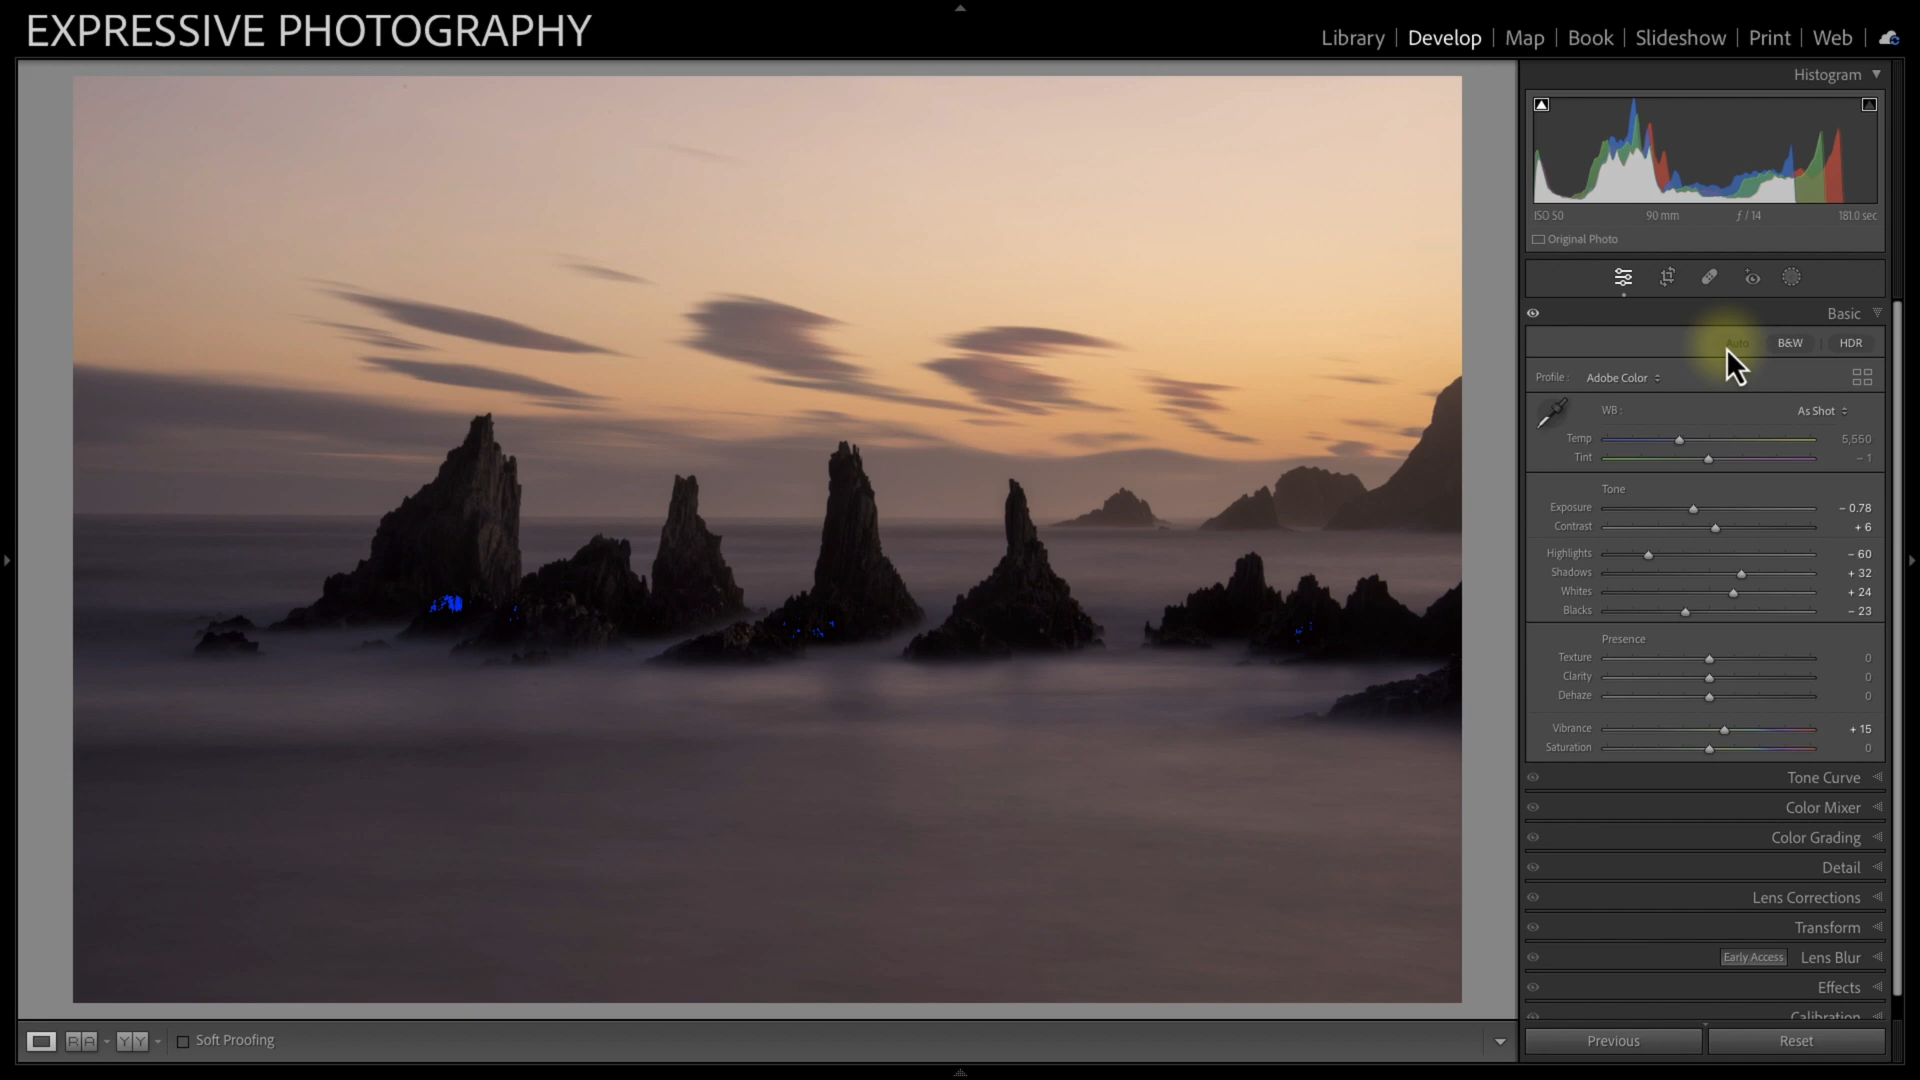 EXPRESSIVE PHOTOGRAPHY
Library | Develop | Map | Book | Slideshow | Print | Web |
Histogram
ISO 50 90 mm ƒ / 14 181.0 sec
Original Photo
Basic
Auto B&W | HDR
Profile : Adobe Color
WB : As Shot
Temp 5,550
Tint – 1
Tone
Exposure – 0.78
Contrast + 6
Highlights – 60
Shadows + 32
Whites + 24
Blacks – 23
Presence
Texture 0
Clarity 0
Dehaze 0
Vibrance + 15
Saturation 0
Tone Curve
Color Mixer
Color Grading
Detail
Lens Corrections
Transform
Early Access Lens Blur
Effects
Calibration
R A Y Y Soft Proofing
Previous Reset